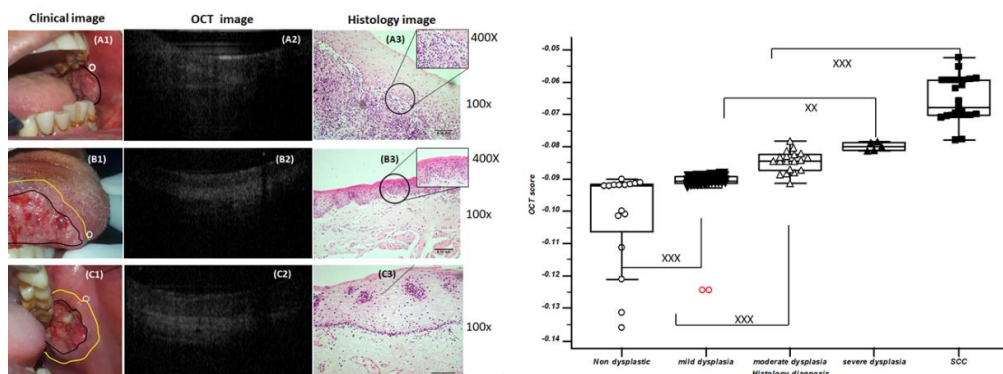 Clinical image
OCT image
Histology image
(A1)
(A2)
(A3)
400X
100x
(B1)
(B2)
(B3)
400X
100x
(C1)
(C2)
(C3)
100x
OCT score
-0.05
-0.06
-0.07
-0.08
-0.09
-0.10
-0.11
-0.12
-0.13
-0.14
XXX
XX
XXX
XXX
Non dysplastic
mild dysplasia
moderate dysplasia
severe dysplasia
SCC
Histology diagnosis